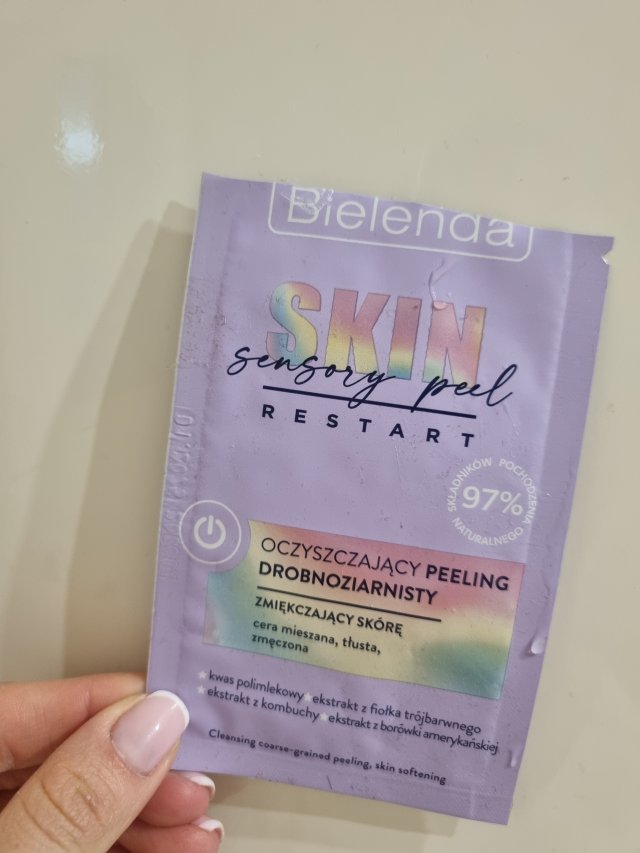 Bielenda
SKIN
sensory peel
RESTART
SKŁADNIKÓW POCHODZENIA
97%
NATURALNEGO
OCZYSZCZAJĄCY PEELING
DROBNOZIARNISTY
ZMIĘKCZAJĄCY SKÓRĘ
cera mieszana, tłusta,
zmęczona
kwas polimlekowy ekstrakt z fiołka trójbarwnego
ekstrakt z kombuchy ekstrakt z borówki amerykańskiej
Cleansing coarse-grained peeling, skin softening